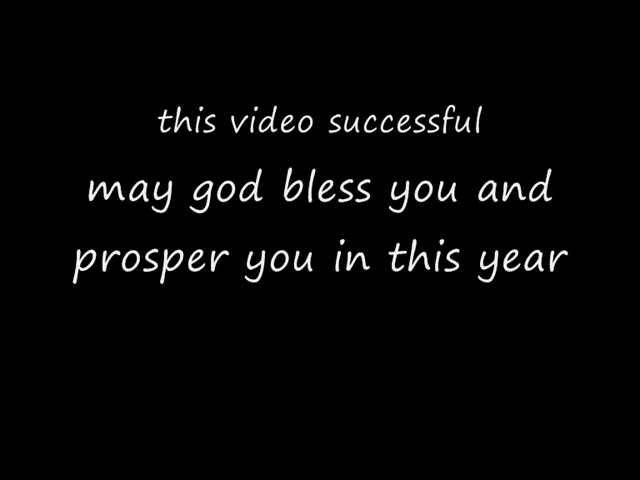 this video successful
may god bless you and
prosper you in this year